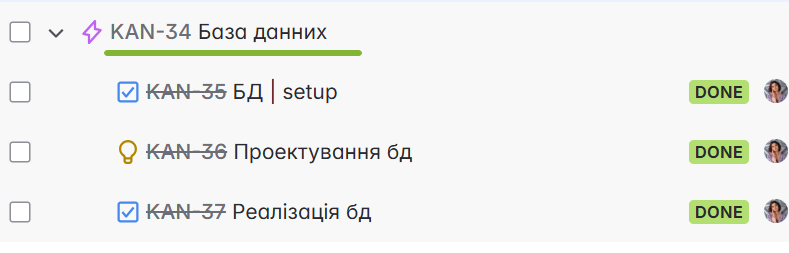 KAN-34 База данних
KAN-35 БД | setup DONE
KAN-36 Проектування бд DONE
KAN-37 Реалізація бд DONE